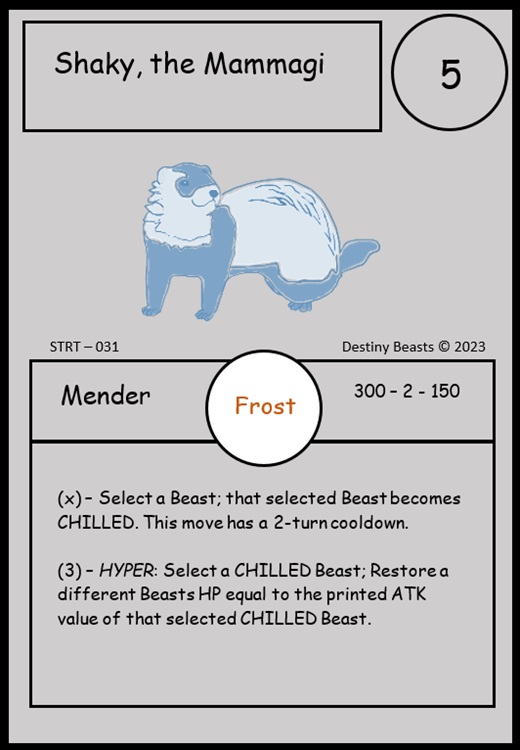 Shaky, the Mammagi
5
STRT – 031
Destiny Beasts © 2023
Mender
Frost
300 – 2 - 150
(x) – Select a Beast; that selected Beast becomes
CHILLED. This move has a 2-turn cooldown.
(3) – HYPER: Select a CHILLED Beast; Restore a
different Beasts HP equal to the printed ATK
value of that selected CHILLED Beast.